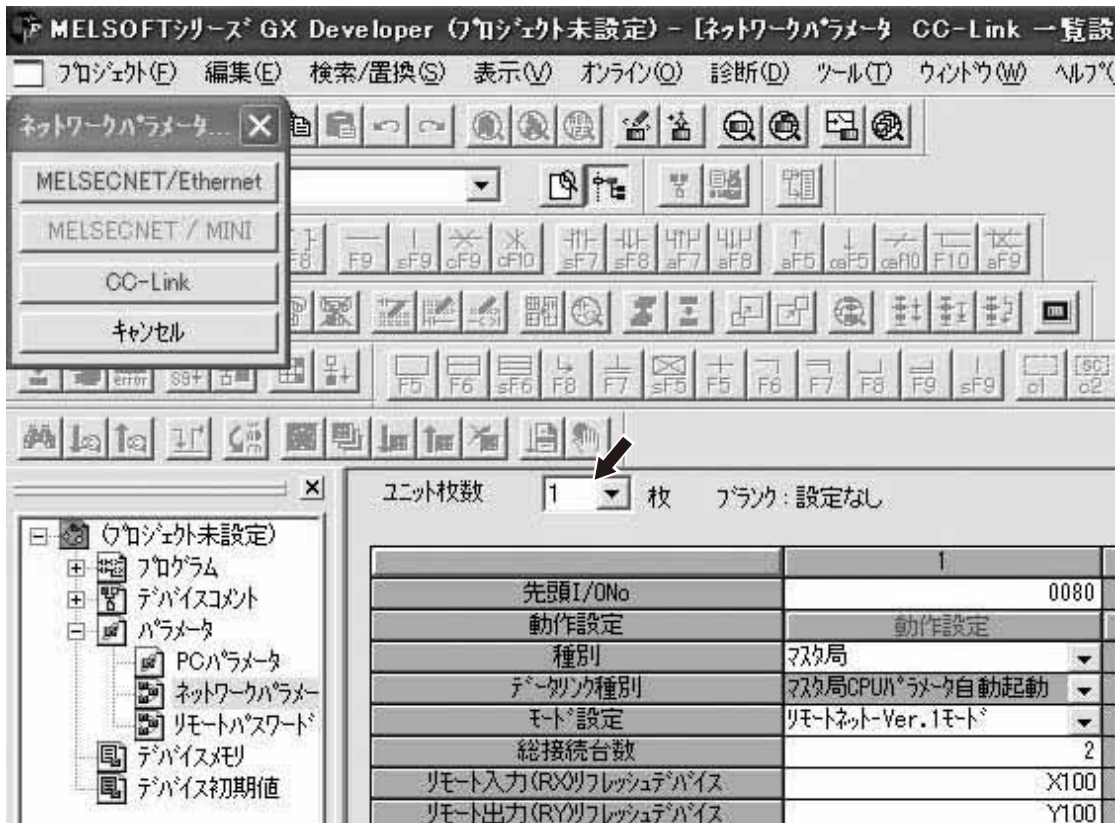 MELSOFTシリーズ GX Developer (プロジェクト未設定) - [ネットワークパラメータ CC-Link 一覧設
プロジェクト(F) 編集(E) 検索/置換(S) 表示(V) オンライン(O) 診断(D) ツール(T) ウィンドウ(W) ヘルプ(
ネットワークパラメータ...
MELSECNET/Ethernet
MELSECNET / MINI
CC-Link
キャンセル
F8 F9 sF9 cF9 cF10 sF7 sF8 aF7 aF8 aF5 caF5 caf10 F10 aF9
error S9+ F5 F6 sF6 F8 F7 sF5 F5 F6 F7 F8 F9 sF9 c1 [SC] c2
ユニット枚数 1 枚 ブランク:設定なし
(プロジェクト未設定)
プログラム
デバイスコメント
パラメータ
PCパラメータ
ネットワークパラメー
リモートパスワード
デバイスメモリ
デバイス初期値
1
先頭I/ONo 0080
動作設定 動作設定
種別 マスタ局
データリンク種別 マスタ局CPUパラメータ自動起動
モード設定 リモートネット-Ver.1モード
総接続台数 2
リモート入力(RX)リフレッシュデバイス X100
リモート出力(RY)リフレッシュデバイス Y100